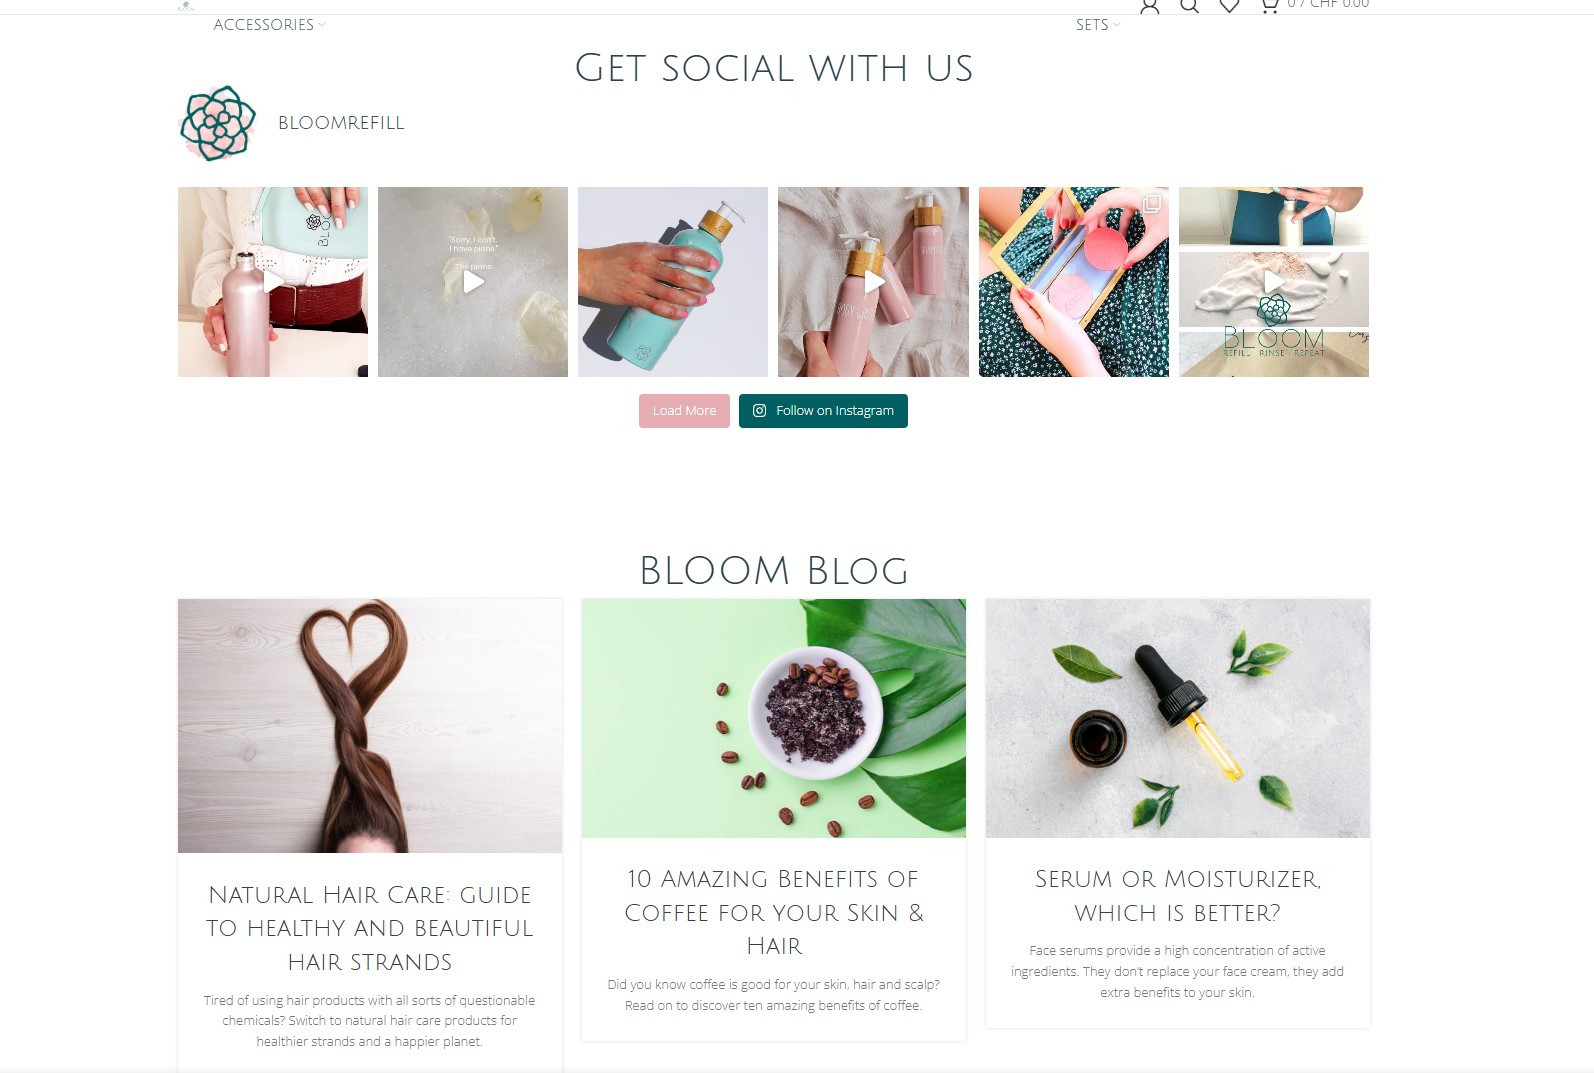 0 / CHF 0.00
ACCESSORIES
SETS
GET SOCIAL WITH US
BLOOMREFILL
BLOO
"Sorry, I can't,
I have plans."
The plans:
BODY WASH
BLOOM
REFILL RINSE REPEAT
Load More
Follow on Instagram
BLOOM BLOG
NATURAL HAIR CARE: GUIDE
TO HEALTHY AND BEAUTIFUL
HAIR STRANDS
Tired of using hair products with all sorts of questionable
chemicals? Switch to natural hair care products for
healthier strands and a happier planet.
10 AMAZING BENEFITS OF
COFFEE FOR YOUR SKIN &
HAIR
Did you know coffee is good for your skin, hair and scalp?
Read on to discover ten amazing benefits of coffee.
SERUM OR MOISTURIZER,
WHICH IS BETTER?
Face serums provide a high concentration of active
ingredients. They don’t replace your face cream, they add
extra benefits to your skin.